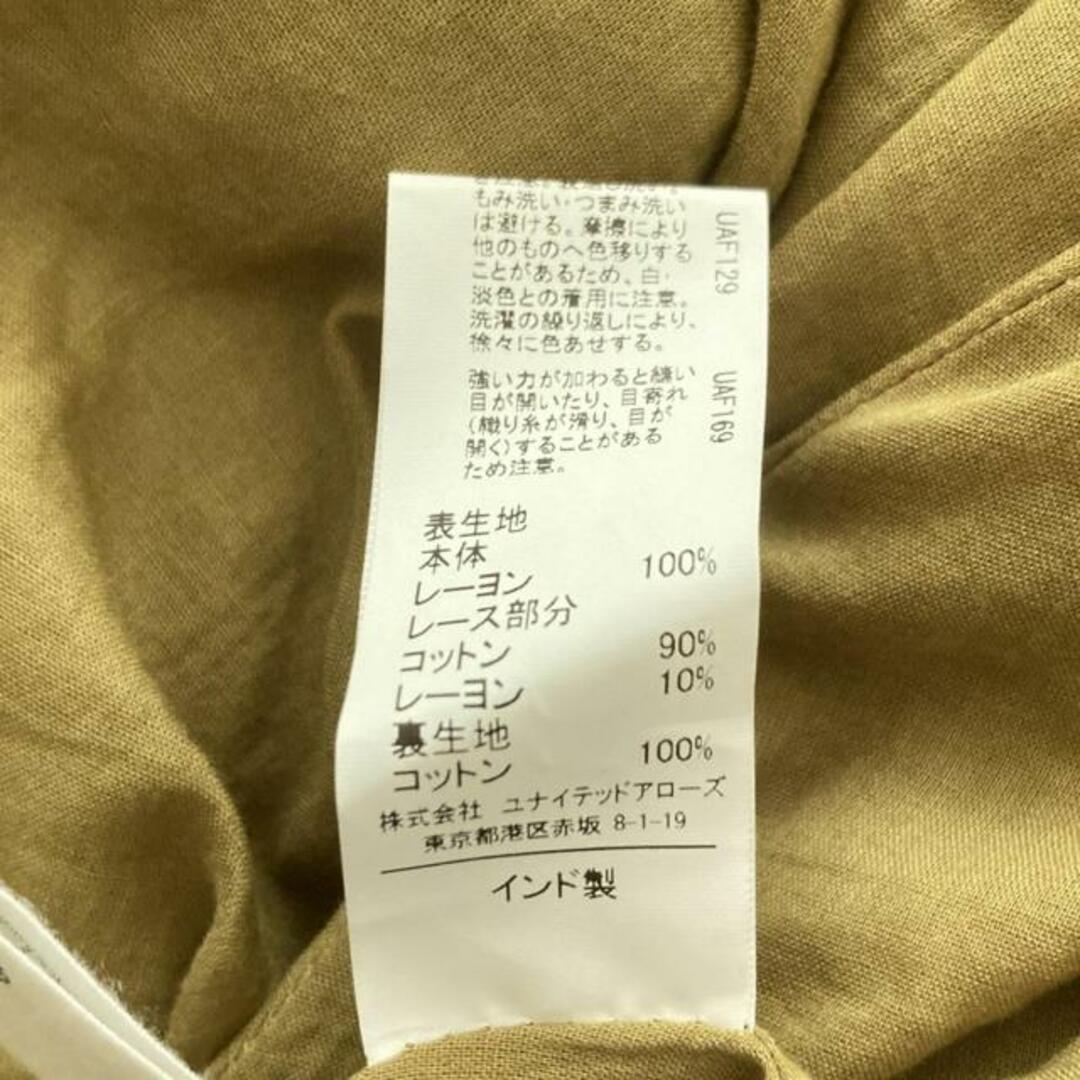 もみ洗い・つまみ洗い
は避ける。摩擦により
他のものへ色移りする
ことがあるため、白・
淡色との着用に注意。
洗濯の繰り返しにより、
徐々に色あせする。
UAF129
強い力が加わると縫い
目が開いたり、目寄れ
(織り糸が滑り、目が
開く)することがある
ため注意。
UAF169
表生地
本体
レーヨン 100%
レース部分
コットン 90%
レーヨン 10%
裏生地
コットン 100%
株式会社 ユナイテッドアローズ
東京都港区赤坂 8-1-19
インド製